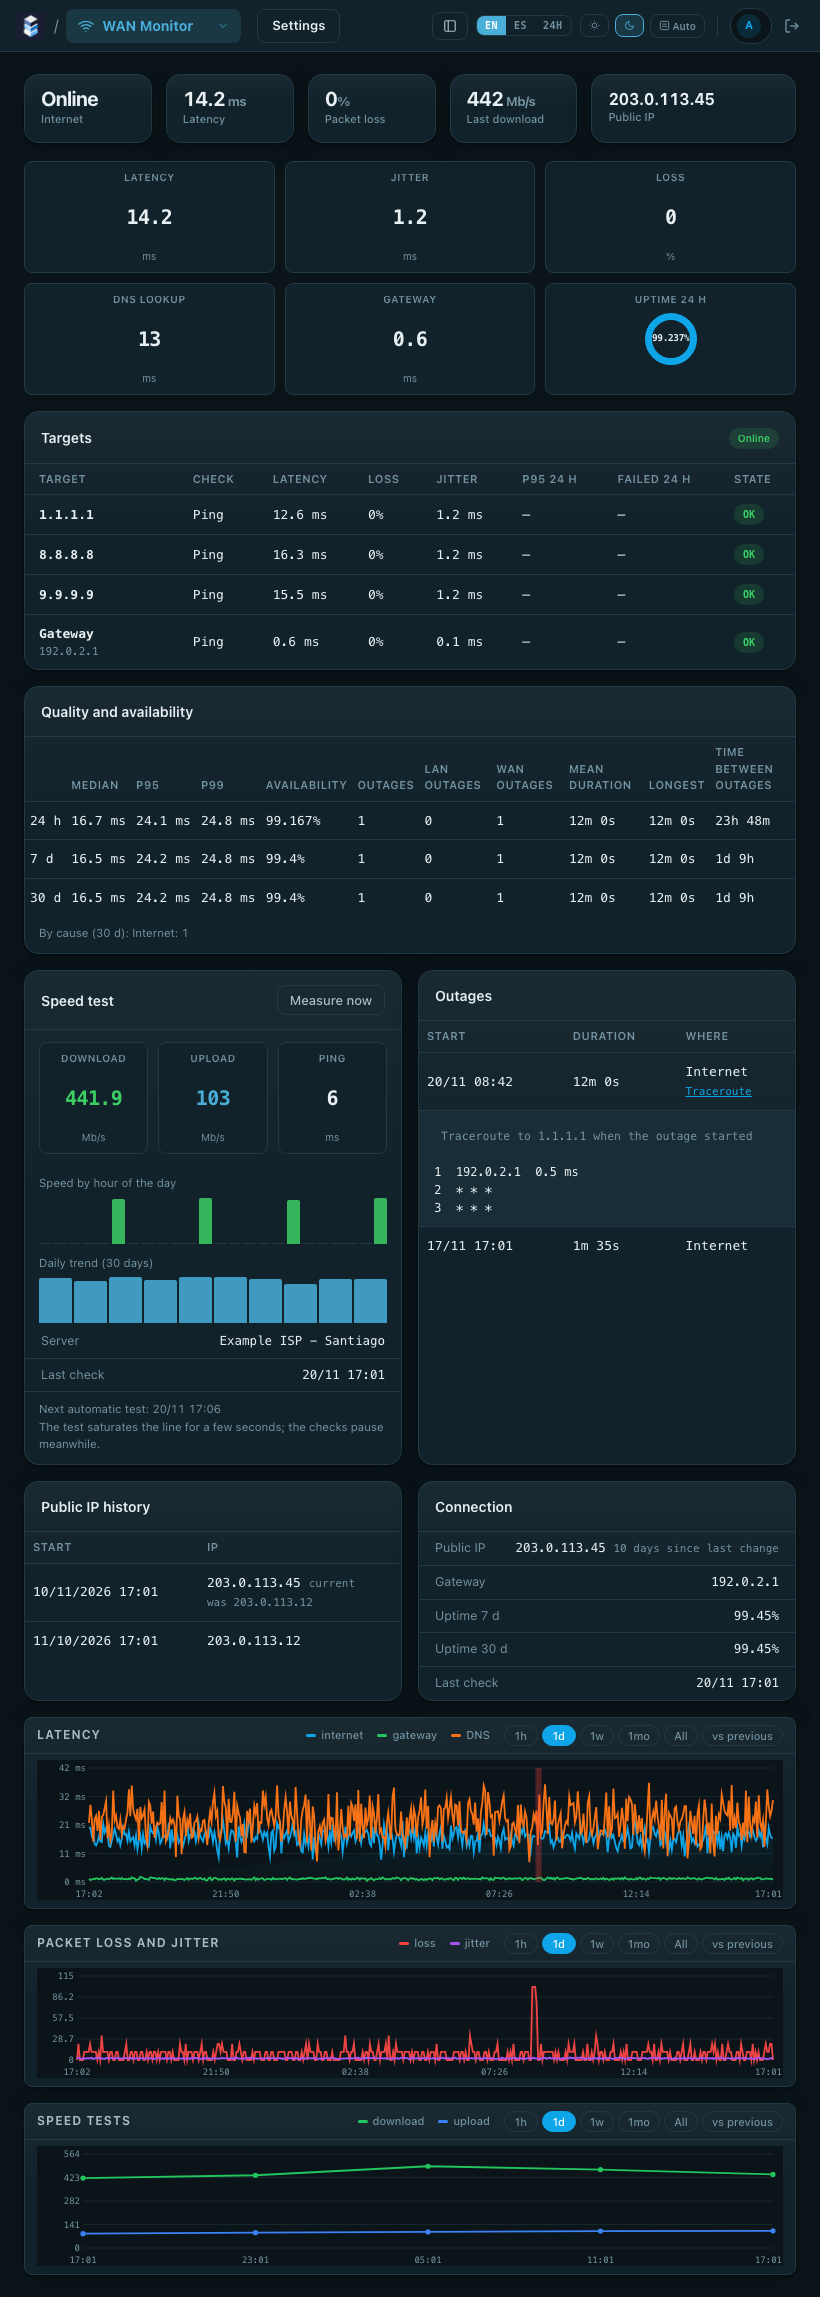 / WAN Monitor Settings EN ES 24H Auto A
Online
Internet
14.2 ms
Latency
0%
Packet loss
442 Mb/s
Last download
203.0.113.45
Public IP
LATENCY
14.2
ms
JITTER
1.2
ms
LOSS
0
%
DNS LOOKUP
13
ms
GATEWAY
0.6
ms
UPTIME 24 H
99.237%
Targets Online
TARGET CHECK LATENCY LOSS JITTER P95 24 H FAILED 24 H STATE
1.1.1.1 Ping 12.6 ms 0% 1.2 ms — — OK
8.8.8.8 Ping 16.3 ms 0% 1.2 ms — — OK
9.9.9.9 Ping 15.5 ms 0% 1.2 ms — — OK
Gateway Ping 0.6 ms 0% 0.1 ms — — OK
192.0.2.1
Quality and availability
MEDIAN P95 P99 AVAILABILITY OUTAGES LAN OUTAGES WAN OUTAGES MEAN DURATION LONGEST TIME BETWEEN OUTAGES
24 h 16.7 ms 24.1 ms 24.8 ms 99.167% 1 0 1 12m 0s 12m 0s 23h 48m
7 d 16.5 ms 24.2 ms 24.8 ms 99.4% 1 0 1 12m 0s 12m 0s 1d 9h
30 d 16.5 ms 24.2 ms 24.8 ms 99.4% 1 0 1 12m 0s 12m 0s 1d 9h
By cause (30 d): Internet: 1
Speed test Measure now
DOWNLOAD
441.9
Mb/s
UPLOAD
103
Mb/s
PING
6
ms
Speed by hour of the day
Daily trend (30 days)
Server Example ISP — Santiago
Last check 20/11 17:01
Next automatic test: 20/11 17:06
The test saturates the line for a few seconds; the checks pause
meanwhile.
Outages
START DURATION WHERE
20/11 08:42 12m 0s Internet
Traceroute
Traceroute to 1.1.1.1 when the outage started
1 192.0.2.1 0.5 ms
2 * * *
3 * * *
17/11 17:01 1m 35s Internet
Public IP history
START IP
10/11/2026 17:01 203.0.113.45 current
was 203.0.113.12
11/10/2026 17:01 203.0.113.12
Connection
Public IP 203.0.113.45 10 days since last change
Gateway 192.0.2.1
Uptime 7 d 99.45%
Uptime 30 d 99.45%
Last check 20/11 17:01
LATENCY internet gateway DNS 1h 1d 1w 1mo All vs previous
42 ms
32 ms
21 ms
11 ms
0 ms
17:02 21:50 02:38 07:26 12:14 17:01
PACKET LOSS AND JITTER loss jitter 1h 1d 1w 1mo All vs previous
115
86.2
57.5
28.7
0
17:02 21:50 02:38 07:26 12:14 17:01
SPEED TESTS download upload 1h 1d 1w 1mo All vs previous
564
423
282
141
0
17:01 23:01 05:01 11:01 17:01